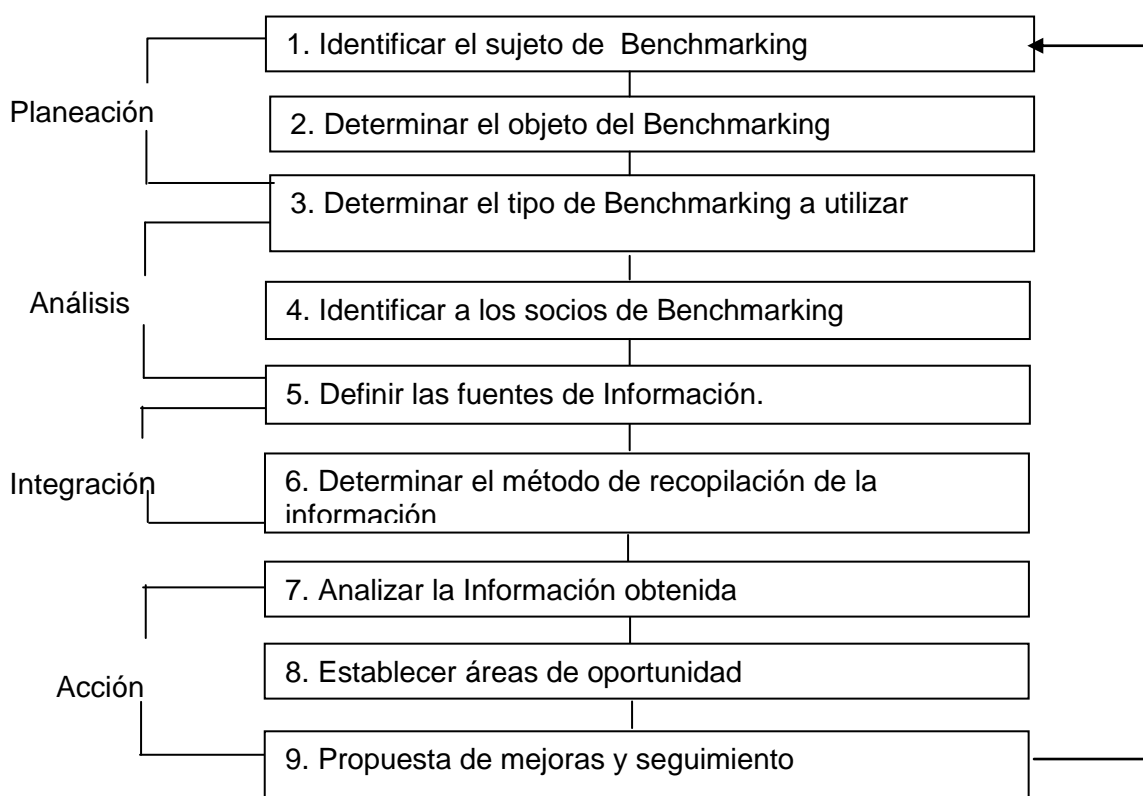 1. Identificar el sujeto de Benchmarking
Planeación
2. Determinar el objeto del Benchmarking
3. Determinar el tipo de Benchmarking a utilizar
Análisis
4. Identificar a los socios de Benchmarking
5. Definir las fuentes de Información.
Integración
6. Determinar el método de recopilación de la
información
7. Analizar la Información obtenida
Acción
8. Establecer áreas de oportunidad
9. Propuesta de mejoras y seguimiento